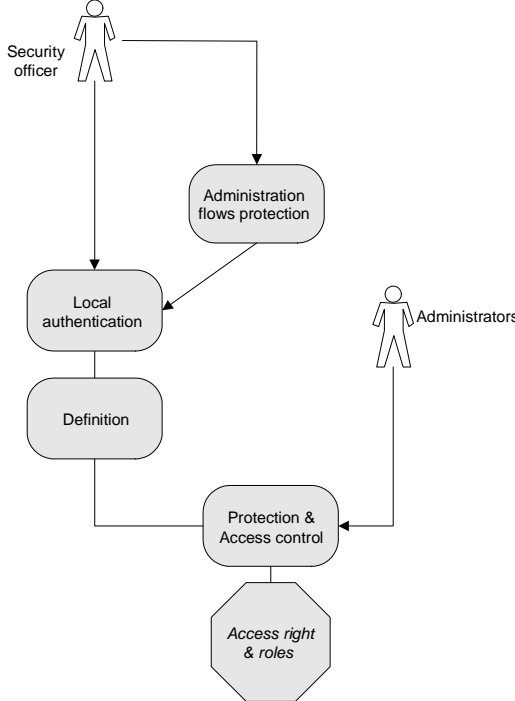 Security
officer
Administration
flows protection
Local
authentication
Administrators
Definition
Protection &
Access control
Access right
& roles